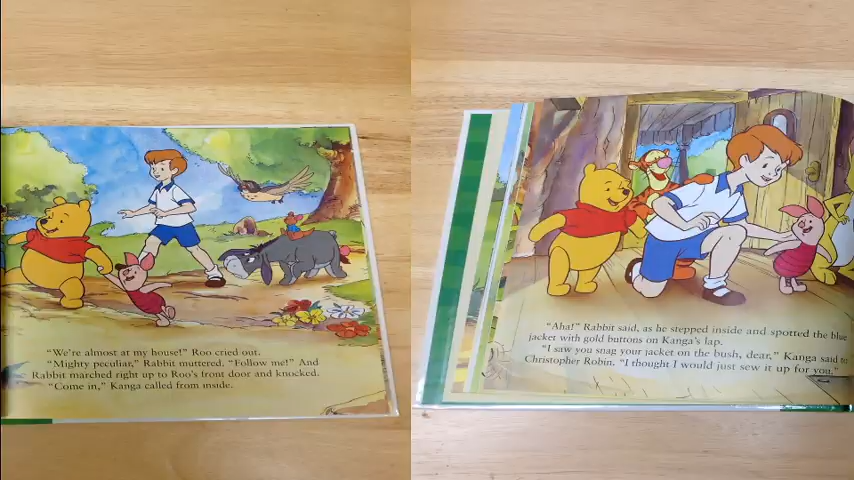 "We're almost at my house!" Roo cried out.
"Mighty peculiar," Rabbit muttered. "Follow me!" And
Rabbit marched right up to Roo's front door and knocked.
"Come in," Kanga called from inside.
"Aha!" Rabbit said, as he stepped inside and spotted the blue
jacket with gold buttons on Kanga's lap.
"I saw you snag your jacket on the bush, dear," Kanga said to
Christopher Robin. "I thought I would just sew it up for you."